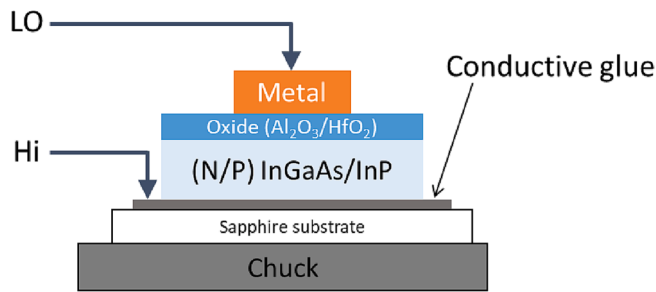 LO
Conductive glue
Metal
Oxide (Al₂O₃/HfO₂)
Hi
(N/P) InGaAs/InP
Sapphire substrate
Chuck